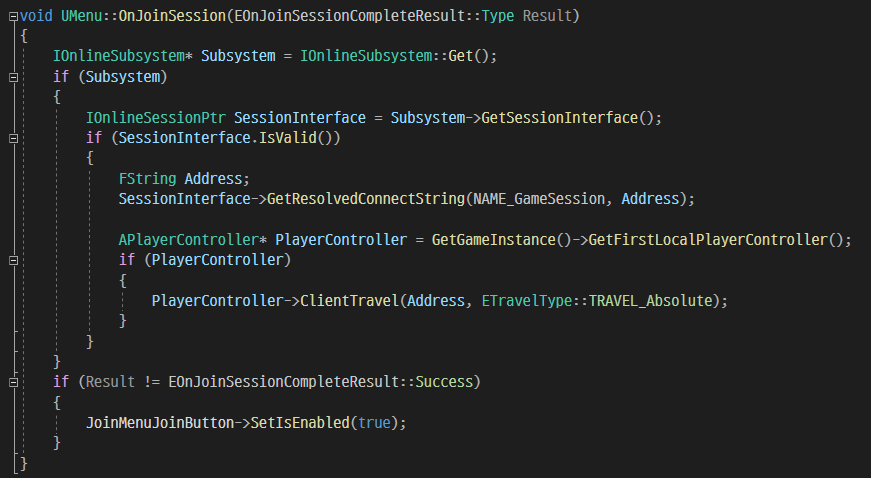 void UMenu::OnJoinSession(EOnJoinSessionCompleteResult::Type Result)
{
    IOnlineSubsystem* Subsystem = IOnlineSubsystem::Get();
    if (Subsystem)
    {
        IOnlineSessionPtr SessionInterface = Subsystem->GetSessionInterface();
        if (SessionInterface.IsValid())
        {
            FString Address;
            SessionInterface->GetResolvedConnectString(NAME_GameSession, Address);

            APlayerController* PlayerController = GetGameInstance()->GetFirstLocalPlayerController();
            if (PlayerController)
            {
                PlayerController->ClientTravel(Address, ETravelType::TRAVEL_Absolute);
            }
        }
    }
    if (Result != EOnJoinSessionCompleteResult::Success)
    {
        JoinMenuJoinButton->SetIsEnabled(true);
    }
}